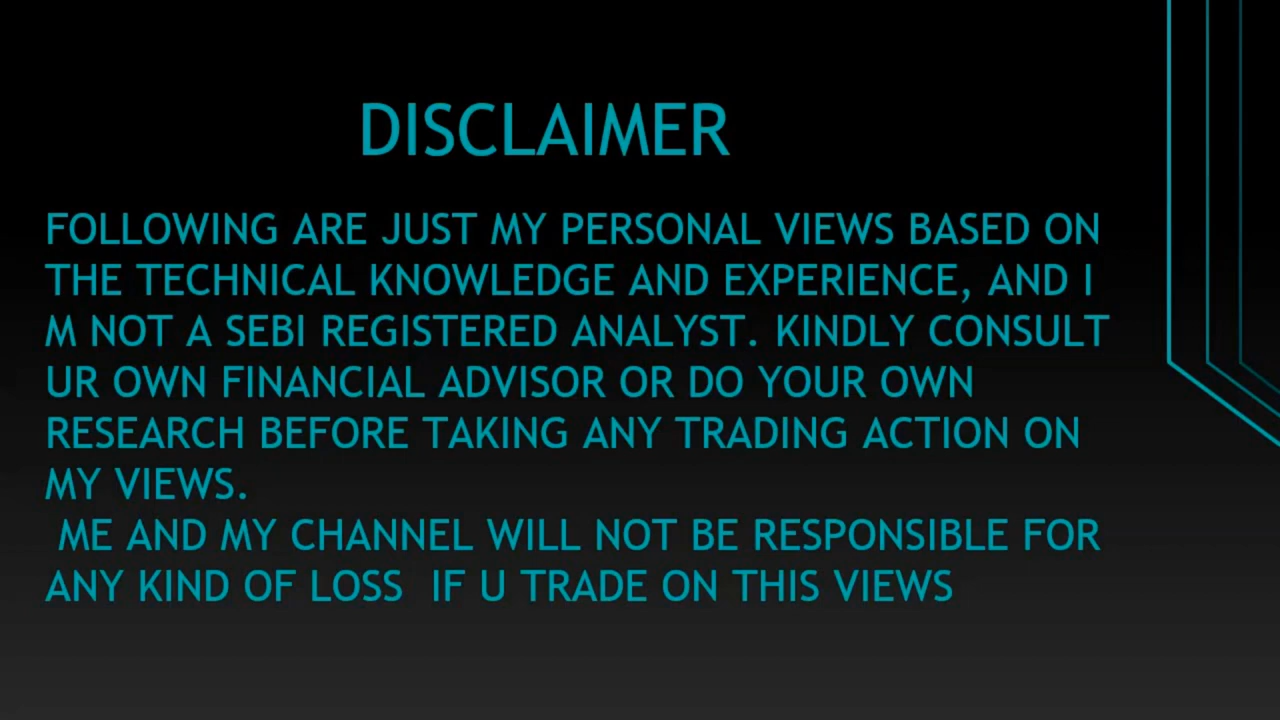 DISCLAIMER
FOLLOWING ARE JUST MY PERSONAL VIEWS BASED ON
THE TECHNICAL KNOWLEDGE AND EXPERIENCE, AND I
M NOT A SEBI REGISTERED ANALYST. KINDLY CONSULT
UR OWN FINANCIAL ADVISOR OR DO YOUR OWN
RESEARCH BEFORE TAKING ANY TRADING ACTION ON
MY VIEWS.
ME AND MY CHANNEL WILL NOT BE RESPONSIBLE FOR
ANY KIND OF LOSS  IF U TRADE ON THIS VIEWS